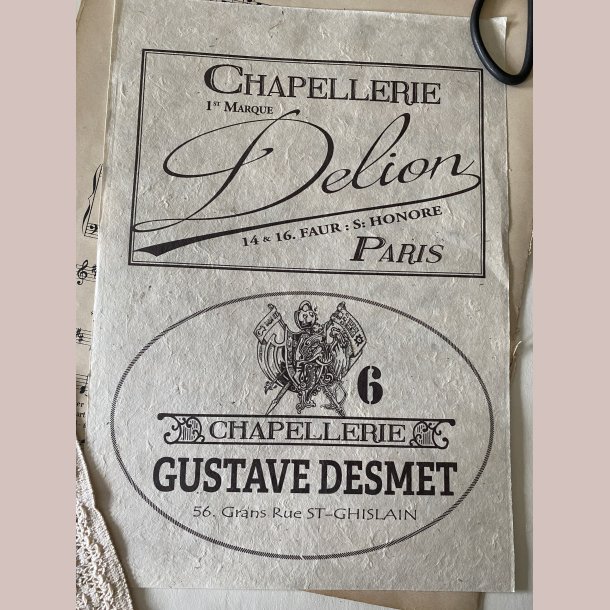 CHAPELLERIE
1ST MARQUE
Delion
14 & 16. FAUR : S: HONORE
PARIS
6
CHAPELLERIE
GUSTAVE DESMET
56. Grans Rue ST-GHISLAIN